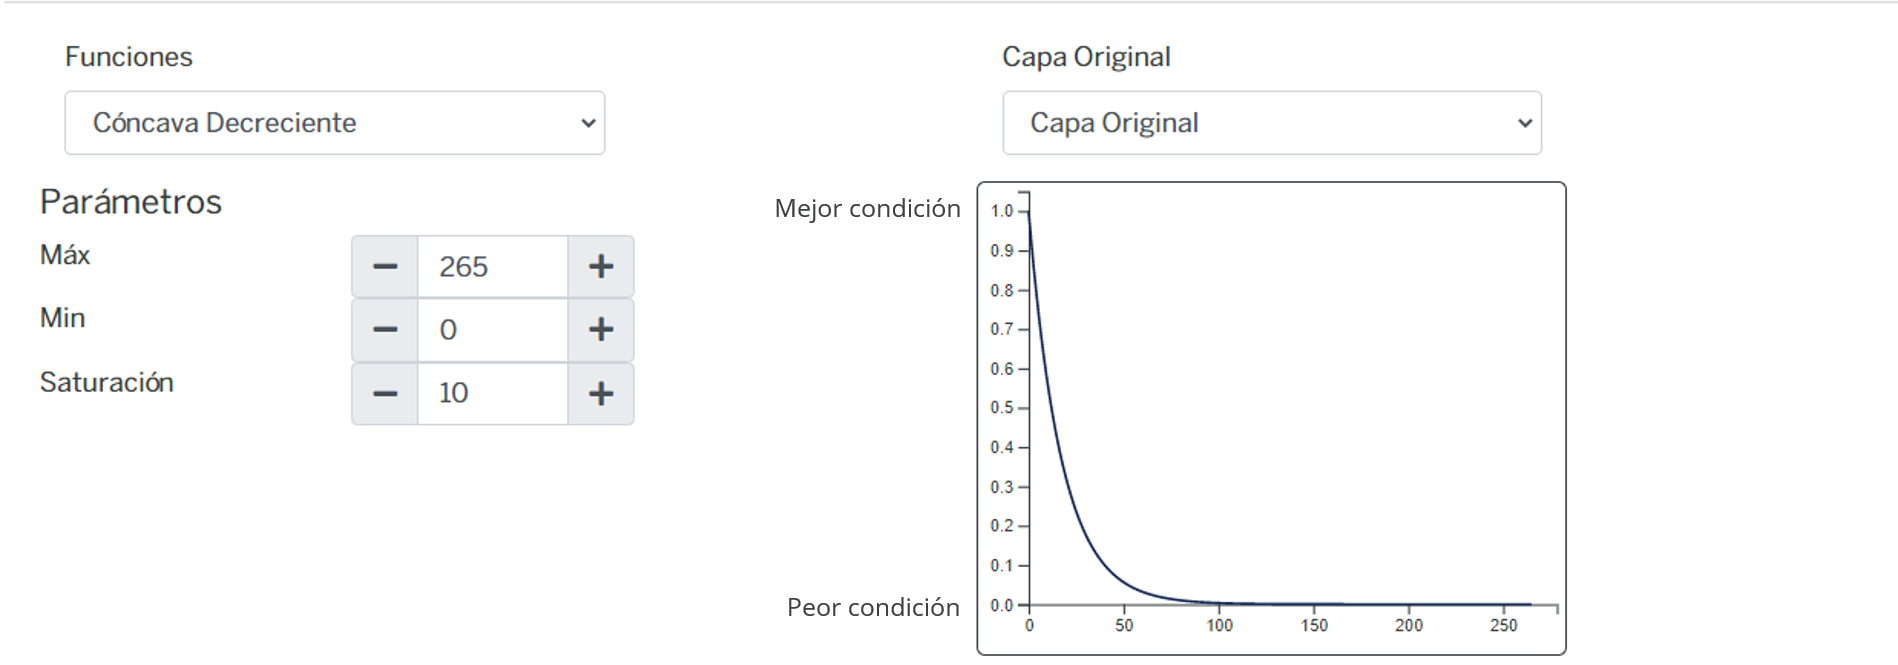 Funciones
Cóncava Decreciente
Parámetros
Máx
265
Min
0
Saturación
10
Capa Original
Capa Original
Mejor condición
1.0
0.9
0.8
0.7
0.6
0.5
0.4
0.3
0.2
0.1
Peor condición
0.0
0 50 100 150 200 250